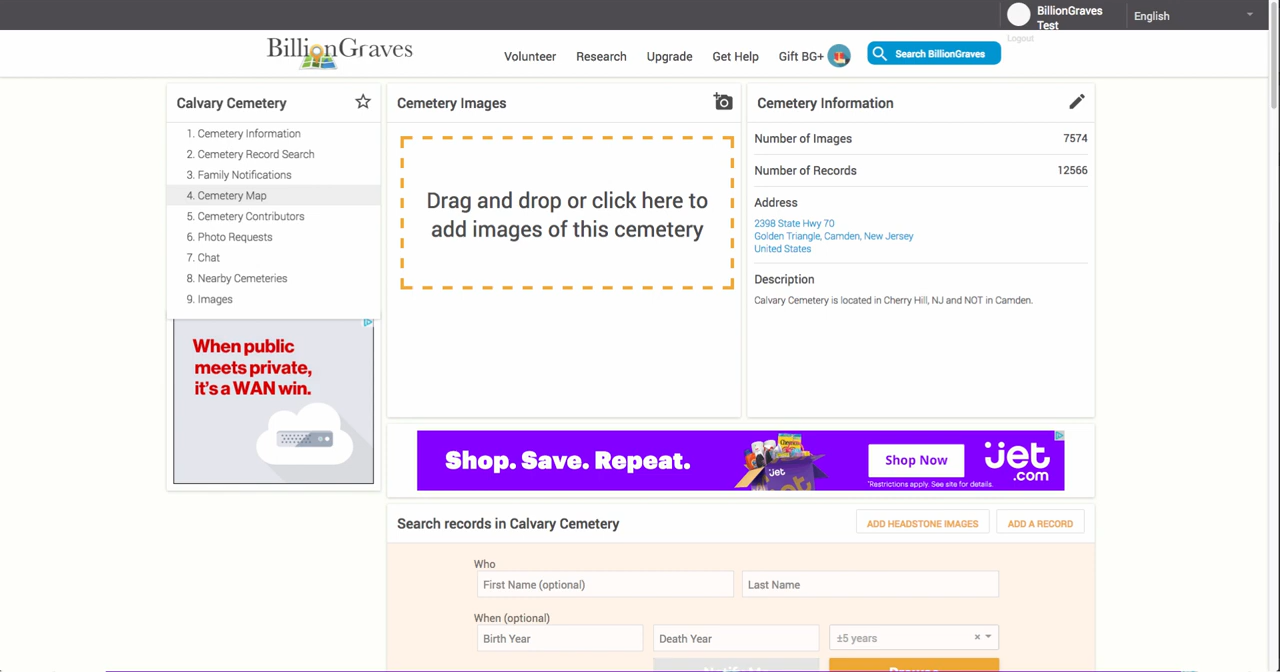 BillionGraves
Test
English
Logout
BillionGraves
Volunteer
Research
Upgrade
Get Help
Gift BG+
Search BillionGraves
Calvary Cemetery
1. Cemetery Information
2. Cemetery Record Search
3. Family Notifications
4. Cemetery Map
5. Cemetery Contributors
6. Photo Requests
7. Chat
8. Nearby Cemeteries
9. Images
When public
meets private,
it's a WAN win.
Cemetery Images
Drag and drop or click here to
add images of this cemetery
Cemetery Information
Number of Images 7574
Number of Records 12566
Address
2398 State Hwy 70
Golden Triangle, Camden, New Jersey
United States
Description
Calvary Cemetery is located in Cherry Hill, NJ and NOT in Camden.
Shop. Save. Repeat.
jet
Shop Now
*Restrictions apply. See site for details.
jet
.com
Search records in Calvary Cemetery
ADD HEADSTONE IMAGES
ADD A RECORD
Who
First Name (optional)
Last Name
When (optional)
Birth Year
Death Year
±5 years
Notify Me
Browse